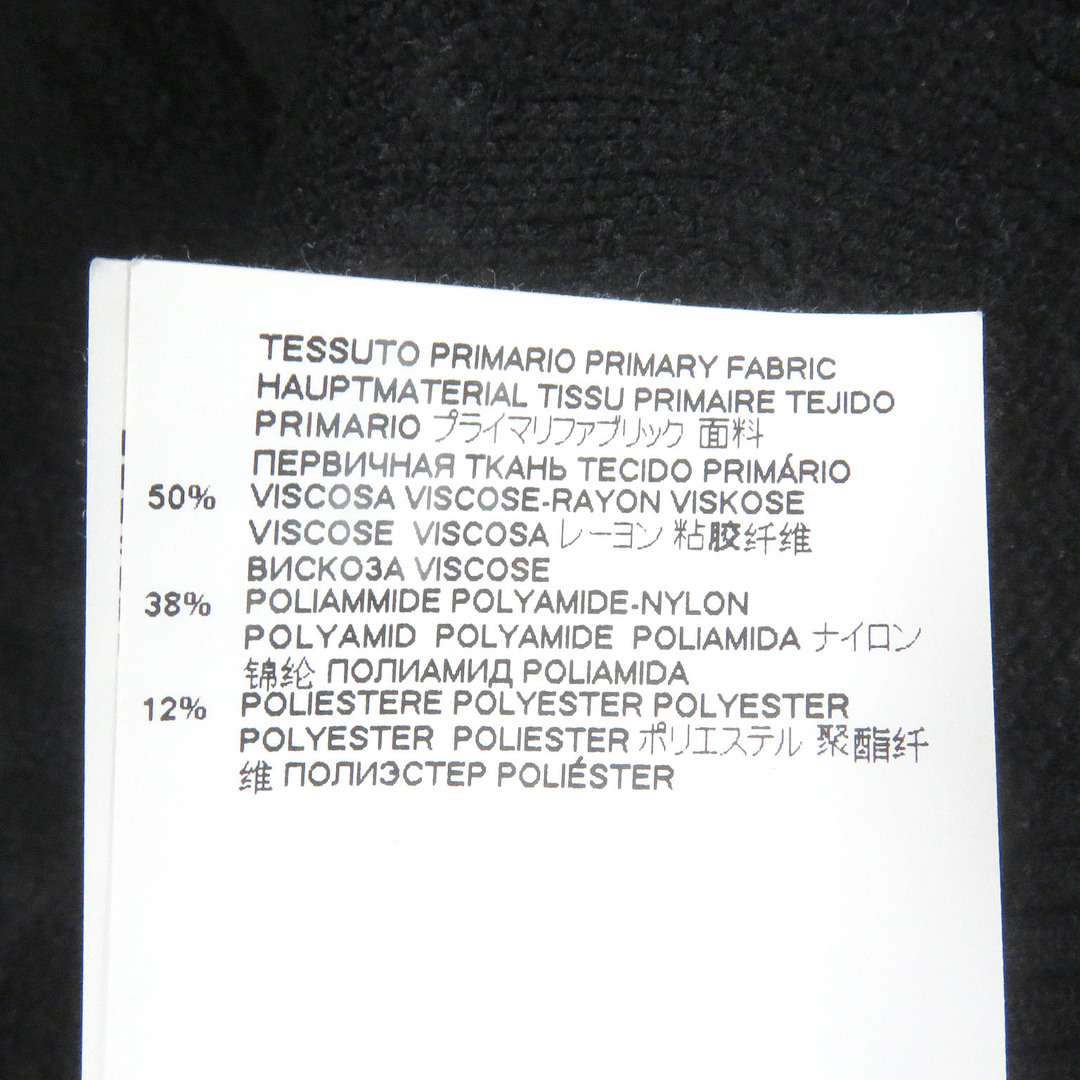 TESSUTO PRIMARIO PRIMARY FABRIC
HAUPTMATERIAL TISSU PRIMAIRE TEJIDO
PRIMARIO プライマリファブリック 面料
ПЕРВИЧНАЯ ТКАНЬ TECIDO PRIMÁRIO
50% VISCOSA VISCOSE-RAYON VISKOSE
VISCOSE VISCOSA レーヨン 粘胶纤维
ВИСКОЗА VISCOSE
38% POLIAMMIDE POLYAMIDE-NYLON
POLYAMID POLYAMIDE POLIAMIDA ナイロン
锦纶 ПОЛИАМИД POLIAMIDA
12% POLIESTERE POLYESTER POLYESTER
POLYESTER POLIESTER ポリエステル 聚酯纤
维 ПОЛИЭСТЕР POLIÉSTER